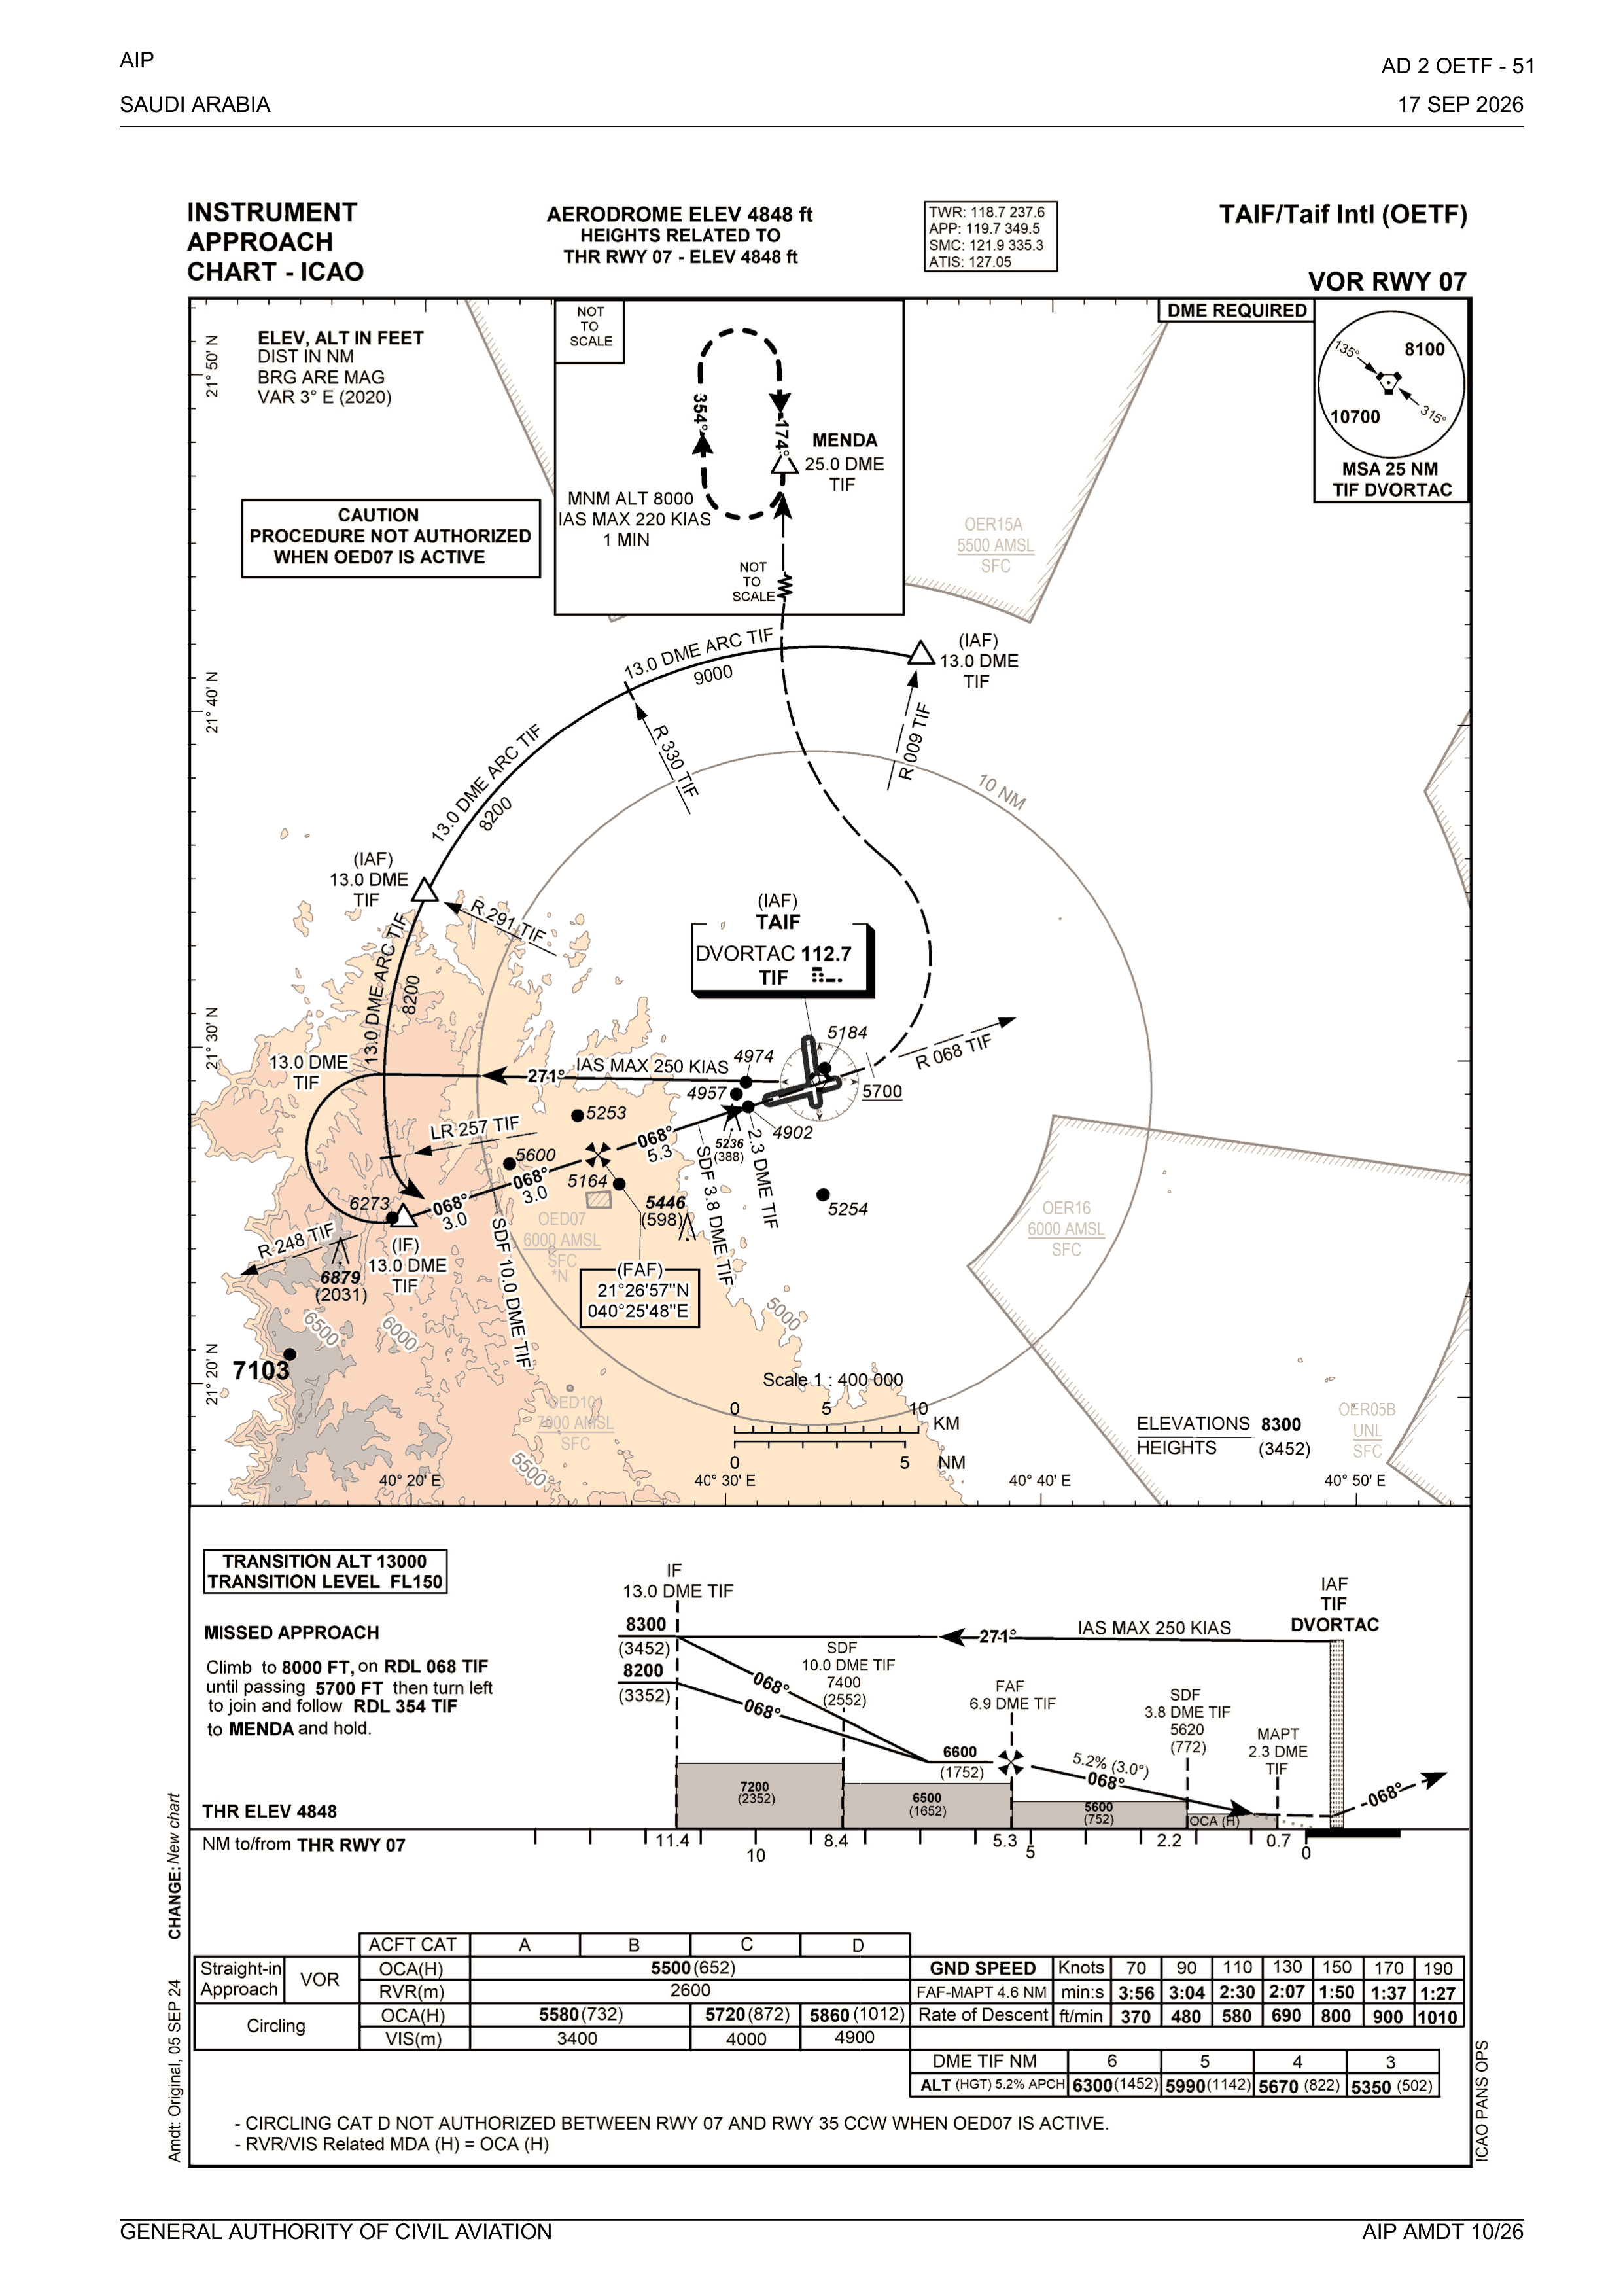 AIP
AD 2 OETF - 51
SAUDI ARABIA
17 SEP 2026
INSTRUMENT
APPROACH
CHART - ICAO
AERODROME ELEV 4848 ft
HEIGHTS RELATED TO
THR RWY 07 - ELEV 4848 ft
TWR: 118.7 237.6
APP: 119.7 349.5
SMC: 121.9 335.3
ATIS: 127.05
TAIF/Taif Intl (OETF)
VOR RWY 07
ELEV, ALT IN FEET
DIST IN NM
BRG ARE MAG
VAR 3° E (2020)
NOT
TO
SCALE
354°
174°
MENDA
25.0 DME
TIF
MNM ALT 8000
IAS MAX 220 KIAS
1 MIN
NOT
TO
SCALE
DME REQUIRED
135°
8100
10700
315°
MSA 25 NM
TIF DVORTAC
CAUTION
PROCEDURE NOT AUTHORIZED
WHEN OED07 IS ACTIVE
OER15A
5500 AMSL
SFC
21° 50' N
21° 40' N
21° 30' N
21° 20' N
13.0 DME ARC TIF
9000
(IAF)
13.0 DME
TIF
R 009 TIF
R 330 TIF
13.0 DME ARC TIF
8200
10 NM
(IAF)
13.0 DME
TIF
R 291 TIF
13.0 DME ARC TIF
8200
(IAF)
TAIF
DVORTAC 112.7
TIF
5184
R 068 TIF
5700
13.0 DME
TIF
271°
IAS MAX 250 KIAS
4974
4957
4902
5253
LR 257 TIF
5600
5164
068°
5.3
068°
3.0
068°
3.0
5236
(388)
2.3 DME TIF
SDF 3.8 DME TIF
5446
(598)
5254
6273
R 248 TIF
(IF)
13.0 DME
TIF
6879
(2031)
SDF 10.0 DME TIF
OED07
6000 AMSL
SFC
*N
(FAF)
21°26'57"N
040°25'48"E
OER16
6000 AMSL
SFC
6500
6000
5000
7103
OED101
7000 AMSL
SFC
5500
Scale 1 : 400 000
0 5 10
KM
0 5 NM
ELEVATIONS 8300
HEIGHTS (3452)
OER05B
UNL
SFC
40° 20' E
40° 30' E
40° 40' E
40° 50' E
TRANSITION ALT 13000
TRANSITION LEVEL FL150
MISSED APPROACH
Climb to 8000 FT, on RDL 068 TIF
until passing 5700 FT then turn left
to join and follow RDL 354 TIF
to MENDA and hold.
IF
13.0 DME TIF
8300
(3452)
8200
(3352)
068°
068°
SDF
10.0 DME TIF
7400
(2552)
271°
IAS MAX 250 KIAS
IAF
TIF
DVORTAC
FAF
6.9 DME TIF
6600
(1752)
5.2% (3.0°)
068°
SDF
3.8 DME TIF
5620
(772)
MAPT
2.3 DME
TIF
068°
7200
(2352)
6500
(1652)
5600
(752)
OCA (H)
THR ELEV 4848
NM to/from THR RWY 07
11.4
10
8.4
5.3
5
2.2
0.7
0
CHANGE: New chart
Amdt: Original, 05 SEP 24
ACFT CAT A B C D
Straight-in
Approach
VOR
OCA(H) 5500 (652)
RVR(m) 2600
Circling
OCA(H) 5580 (732) 5720 (872) 5860 (1012)
VIS(m) 3400 4000 4900
GND SPEED Knots 70 90 110 130 150 170 190
FAF-MAPT 4.6 NM min:s 3:56 3:04 2:30 2:07 1:50 1:37 1:27
Rate of Descent ft/min 370 480 580 690 800 900 1010
DME TIF NM 6 5 4 3
ALT (HGT) 5.2% APCH 6300 (1452) 5990 (1142) 5670 (822) 5350 (502)
- CIRCLING CAT D NOT AUTHORIZED BETWEEN RWY 07 AND RWY 35 CCW WHEN OED07 IS ACTIVE.
- RVR/VIS Related MDA (H) = OCA (H)
ICAO PANS OPS
GENERAL AUTHORITY OF CIVIL AVIATION
AIP AMDT 10/26